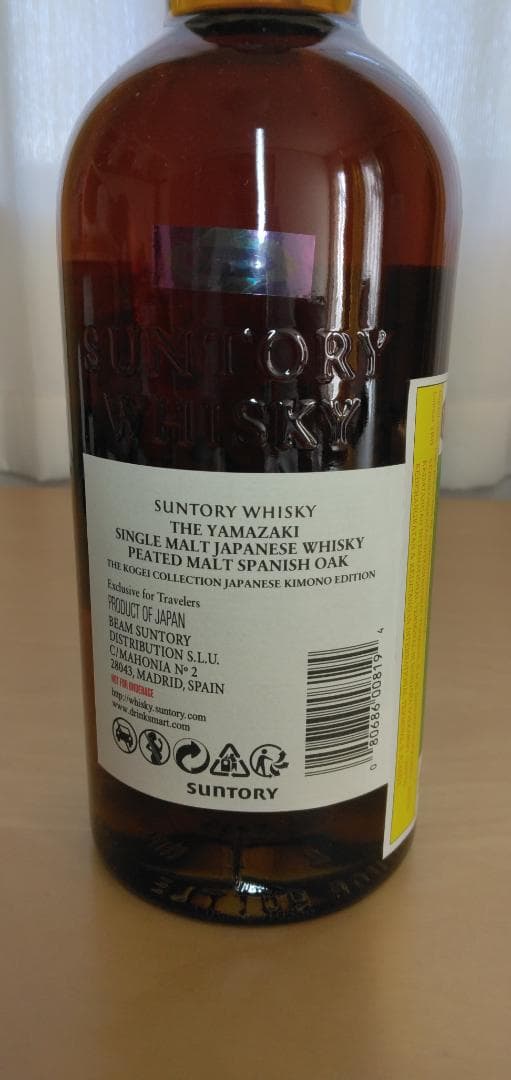 SUNTORY
WHISKY
SUNTORY WHISKY
THE YAMAZAKI
SINGLE MALT JAPANESE WHISKY
PEATED MALT SPANISH OAK
THE KOGEI COLLECTION JAPANESE KIMONO EDITION
Exclusive for Travelers
PRODUCT OF JAPAN
BEAM SUNTORY
DISTRIBUTION S.L.U.
C/MAHONIA Nº 2
28043, MADRID, SPAIN
NOT FOR UNDERAGE
http://whisky.suntory.com
www.drinksmart.com
0 80686 00819 4
SUNTORY